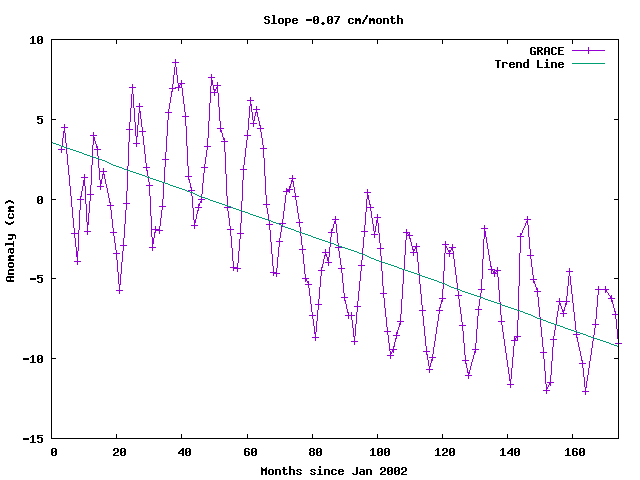 Slope -0.07 cm/month
10
GRACE
Trend Line
5
0
-5
-10
-15
Anomaly (cm)
0 20 40 60 80 100 120 140 160
Months since Jan 2002